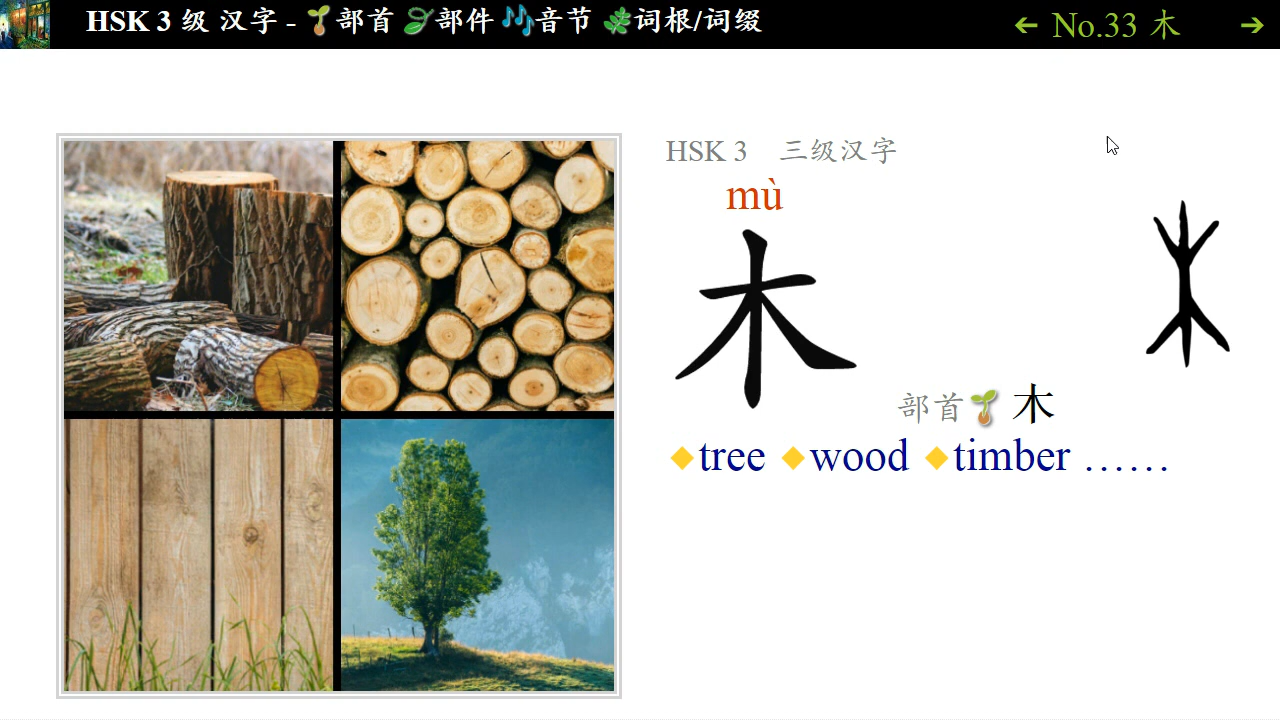 HSK 3 级 汉字 - 🌱部首 🍃部件 🎶音节 🌿词根/词缀
← No.33 木 →
HSK 3 三级汉字
mù
木
部首🌱 木
◆tree ◆wood ◆timber ……